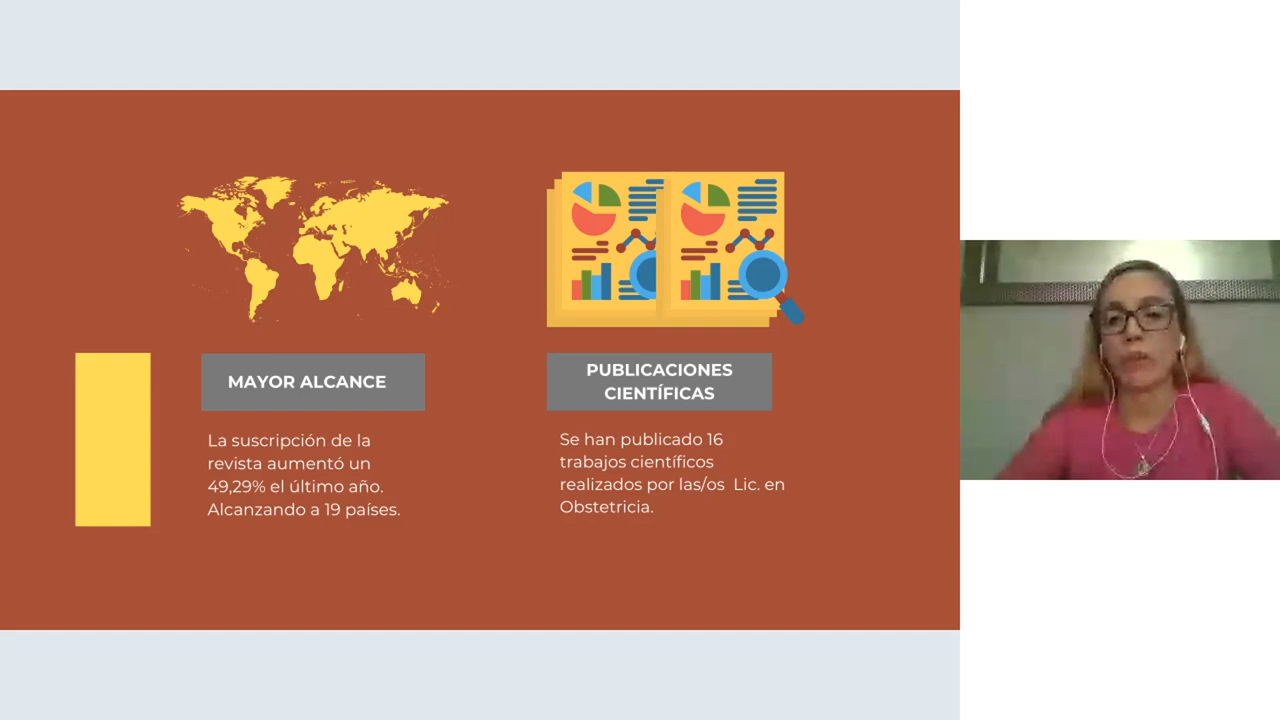 MAYOR ALCANCE
La suscripción de la
revista aumentó un
49,29% el último año.
Alcanzando a 19 países.
PUBLICACIONES
CIENTÍFICAS
Se han publicado 16
trabajos científicos
realizados por las/os  Lic. en
Obstetricia.